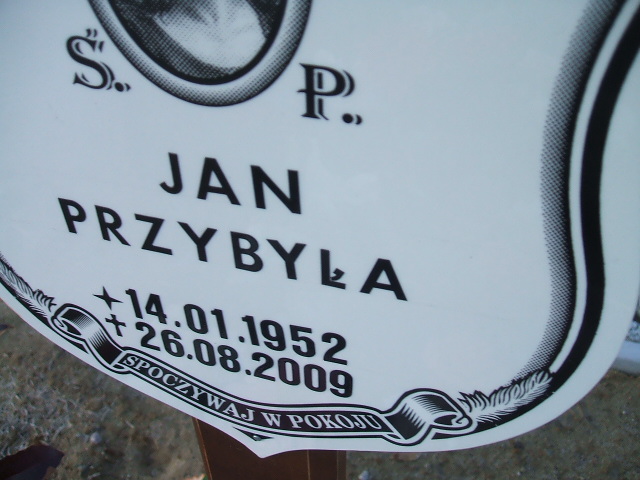 Ś. P.
JAN
PRZYBYŁA
14.01.1952
26.08.2009
SPOCZYWAJ W POKOJU